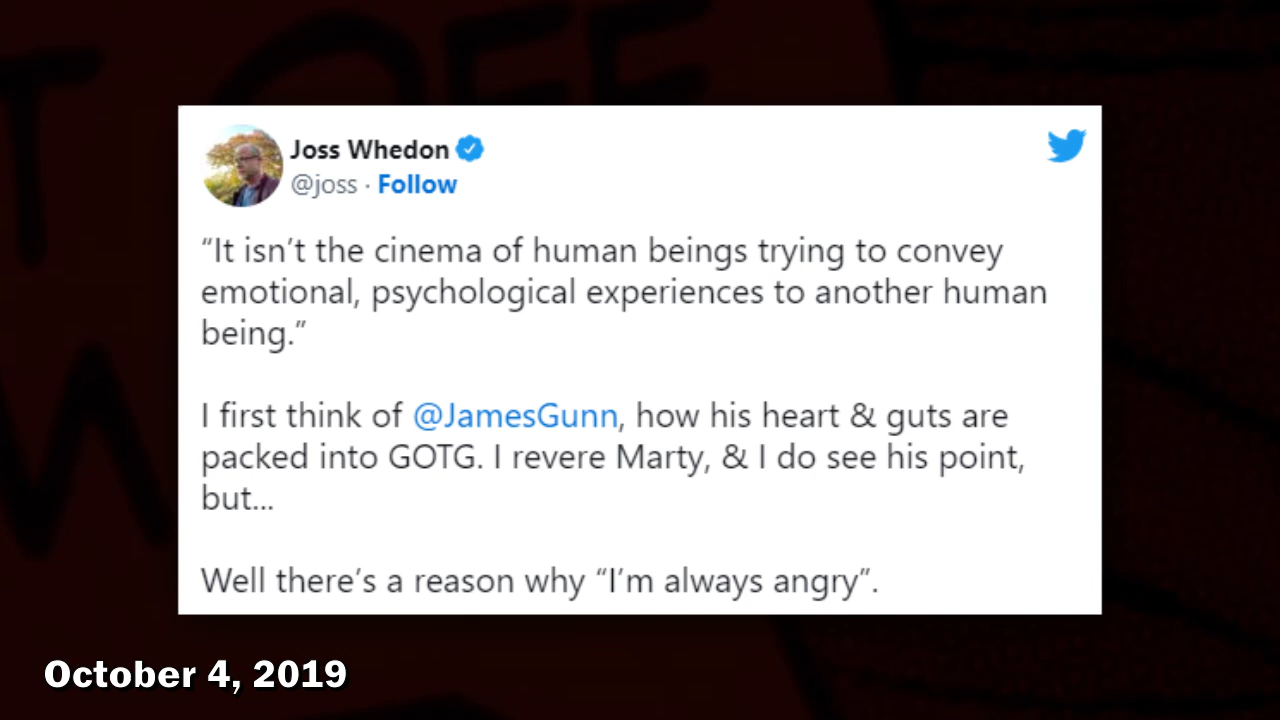 T OFF
W
Joss Whedon
@joss · Follow
“It isn’t the cinema of human beings trying to convey
emotional, psychological experiences to another human
being.”
I first think of @JamesGunn, how his heart & guts are
packed into GOTG. I revere Marty, & I do see his point,
but...
Well there’s a reason why “I’m always angry”.
October 4, 2019